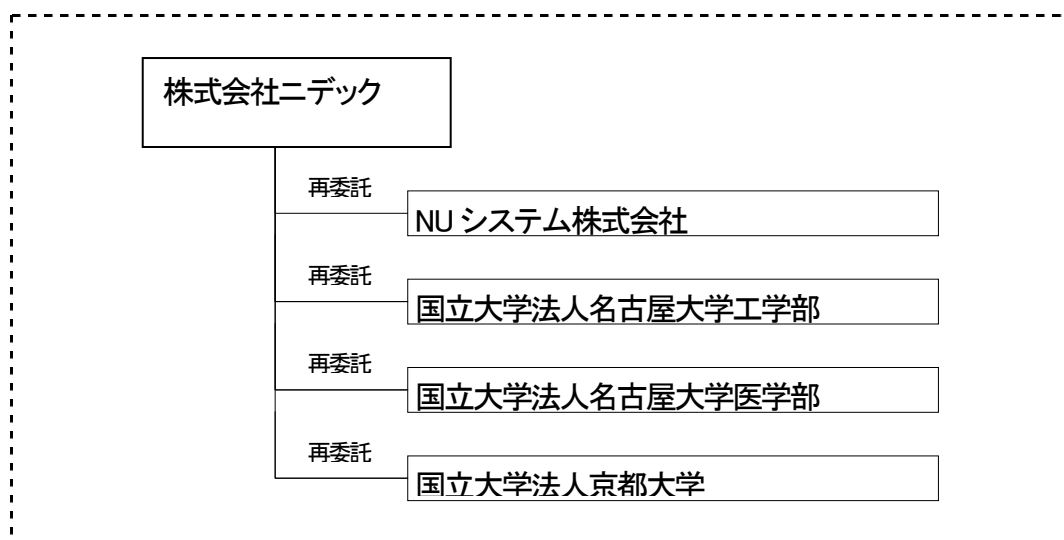 株式会社ニデック
再委託
NUシステム株式会社
再委託
国立大学法人名古屋大学工学部
再委託
国立大学法人名古屋大学医学部
再委託
国立大学法人京都大学